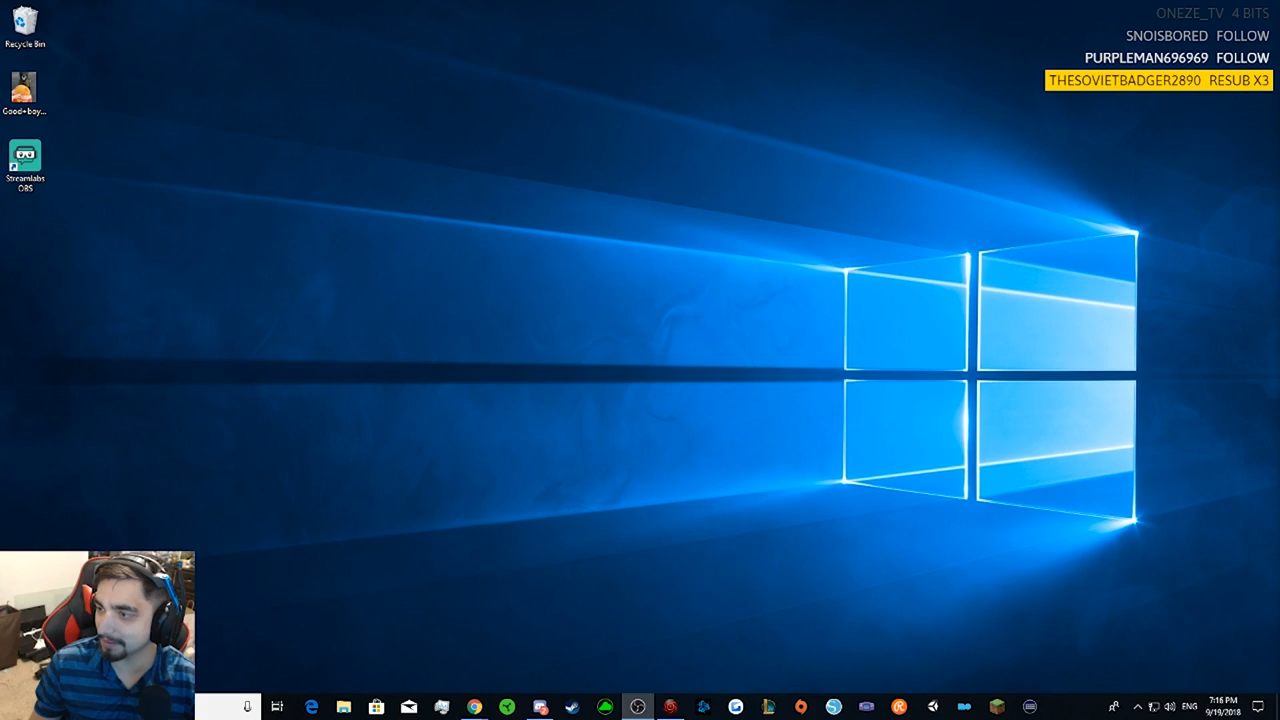 Recycle Bin
Good+boy...
Streamlabs
OBS
ONEZE_TV 4 BITS
SNOISBORED FOLLOW
PURPLEMAN696969 FOLLOW
THESOVIETBADGER2890 RESUB X3
ENG
7:16 PM
9/19/2018